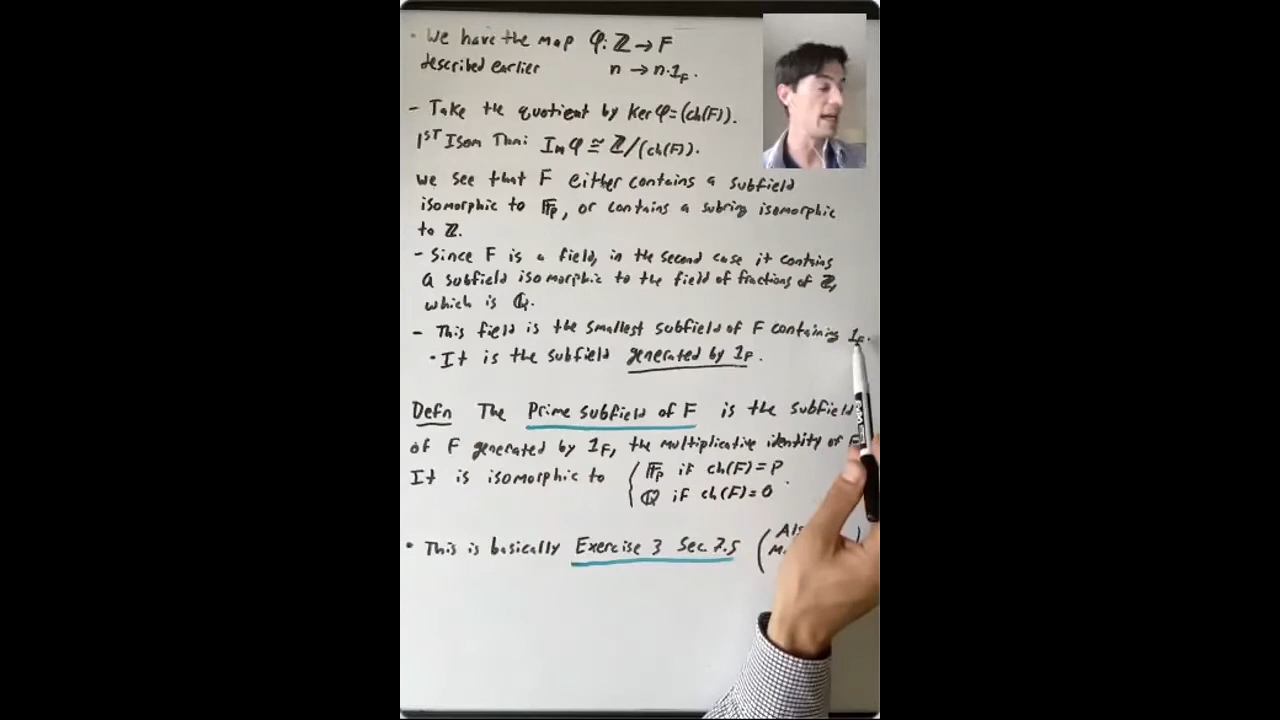 · We have the map φ: ℤ → F
described earlier n → n·1_F.
- Take the quotient by Ker φ = (ch(F)).
1ST Isom Thm: Im φ ≅ ℤ/(ch(F)).
We see that F either contains a subfield
isomorphic to 𝔽_p, or contains a subring isomorphic
to ℤ.
- Since F is a field, in the second case it contains
a subfield isomorphic to the field of fractions of ℤ,
which is ℚ.
- This field is the smallest subfield of F containing 1_F.
· It is the subfield generated by 1_F.
Defn The Prime subfield of F is the subfield
of F generated by 1_F, the multiplicative identity of F
It is isomorphic to { 𝔽_p if ch(F) = p
ℚ if ch(F) = 0 .
· This is basically Exercise 3 Sec. 7.5 (